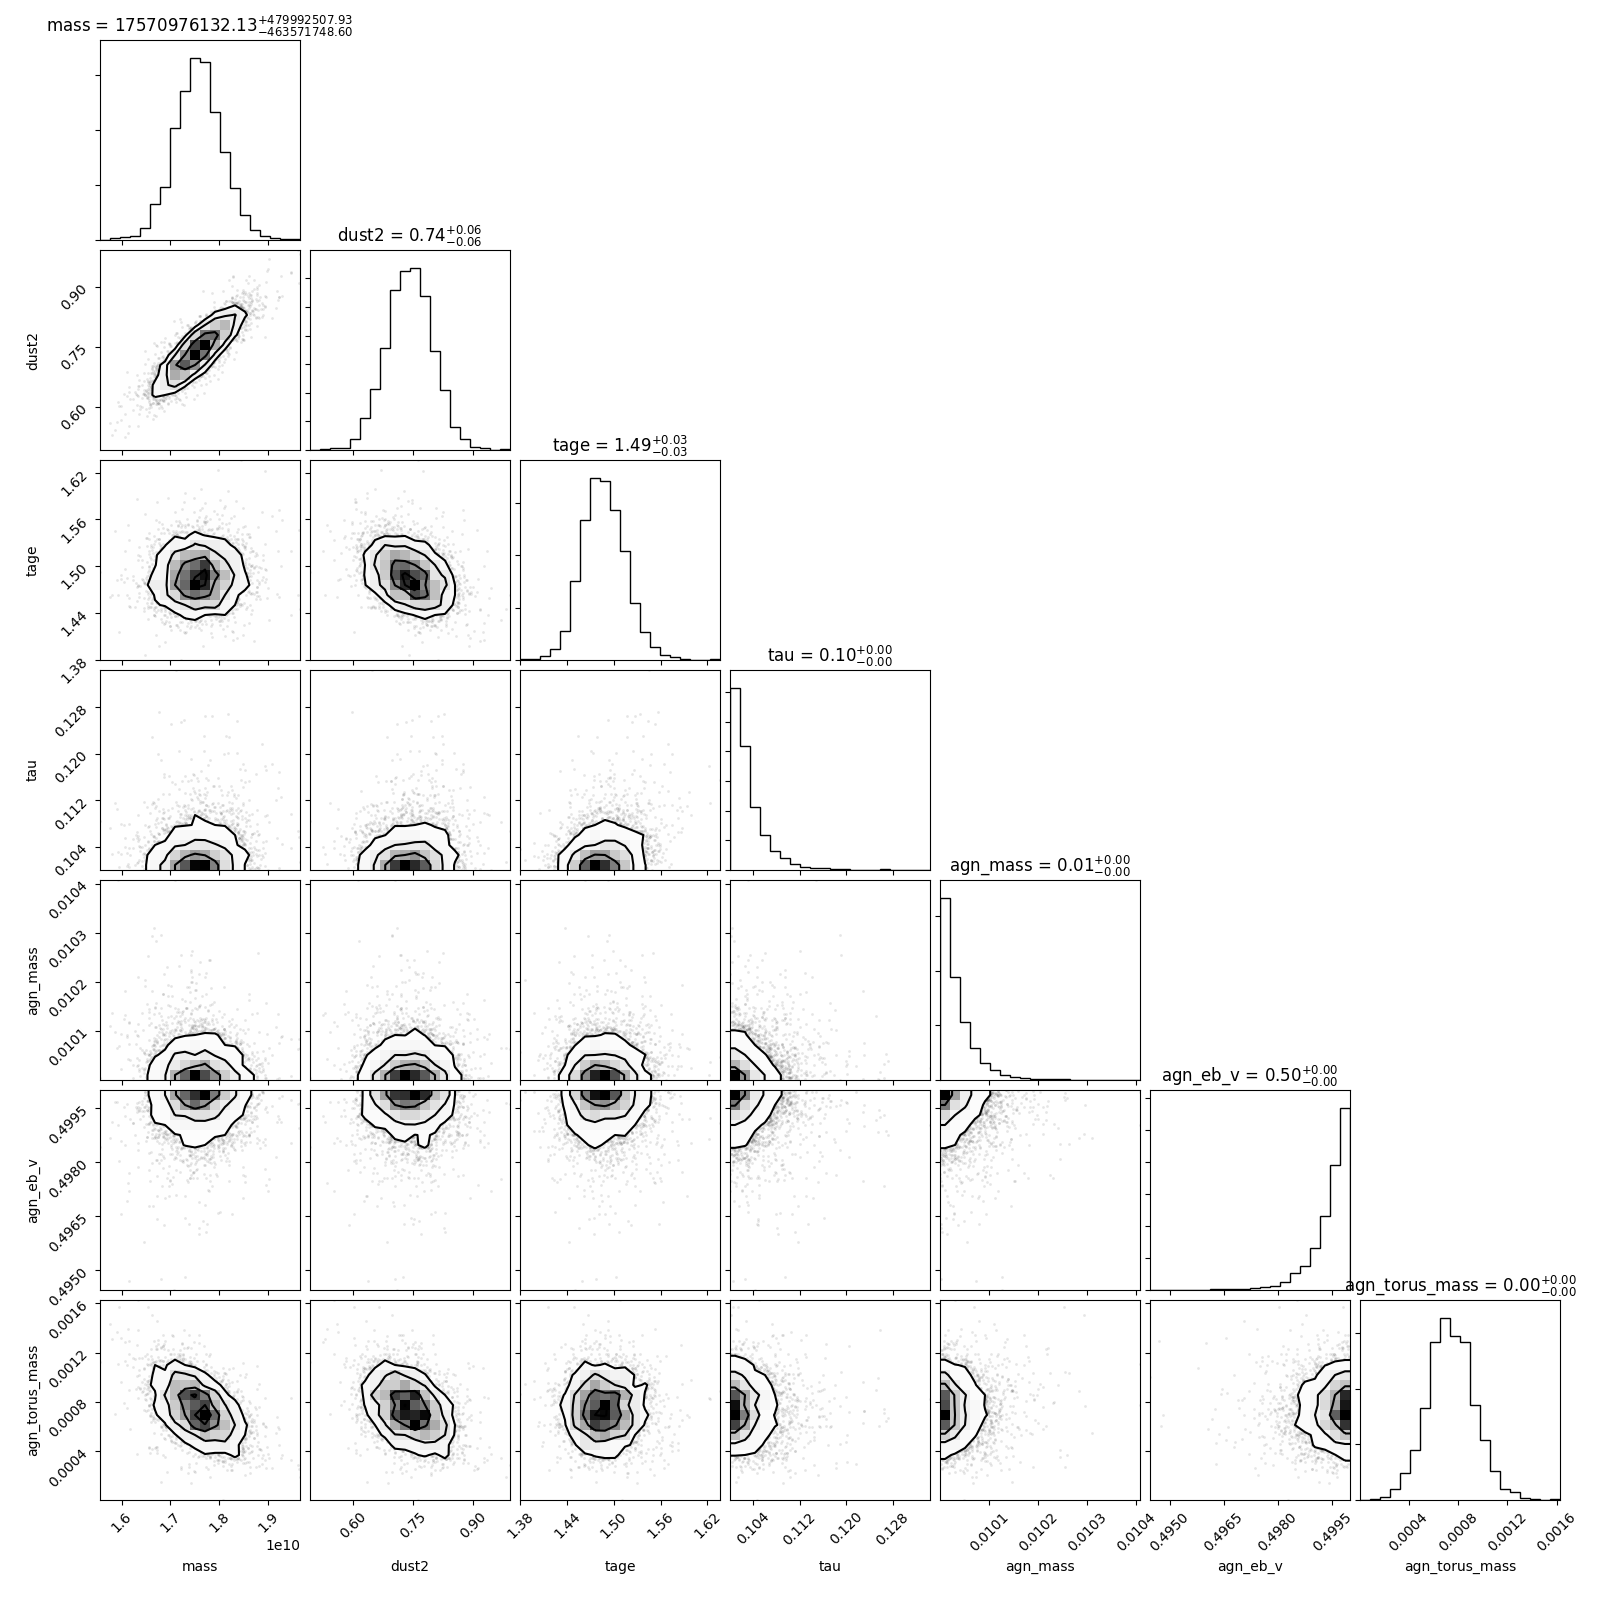 mass = 17570976132.13+479992507.93−463571748.60
dust2 = 0.74+0.06−0.06
0.90
0.75
0.60
dust2
tage = 1.49+0.03−0.03
1.62
1.56
1.50
1.44
1.38
tage
tau = 0.10+0.00−0.00
0.128
0.120
0.112
0.104
tau
agn_mass = 0.01+0.00−0.00
0.0104
0.0103
0.0102
0.0101
agn_mass
agn_eb_v = 0.50+0.00−0.00
0.4995
0.4980
0.4965
0.4950
agn_eb_v
agn_torus_mass = 0.00+0.00−0.00
0.0016
0.0012
0.0008
0.0004
agn_torus_mass
1.6 1.7 1.8 1.9 0.60 0.75 0.90 1.38 1.44 1.50 1.56 1.62 0.104 0.112 0.120 0.128 0.0101 0.0102 0.0103 0.0104 0.4950 0.4965 0.4980 0.4995 0.0004 0.0008 0.0012 0.0016
1e10
mass dust2 tage tau agn_mass agn_eb_v agn_torus_mass